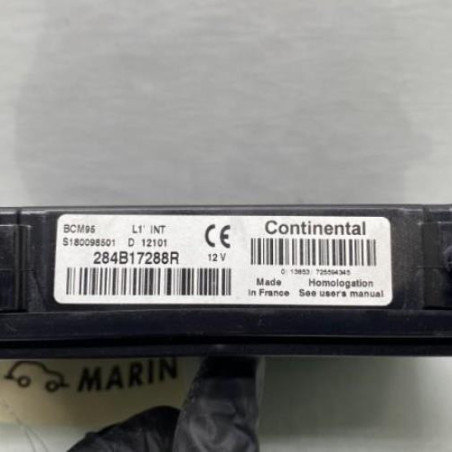 BCM95 L1' INT
S180098501 D 12101
284B17288R
CE
12 V
Continental
0| 13653| 725594345
Made in France
Homologation
See user's manual
MARIN